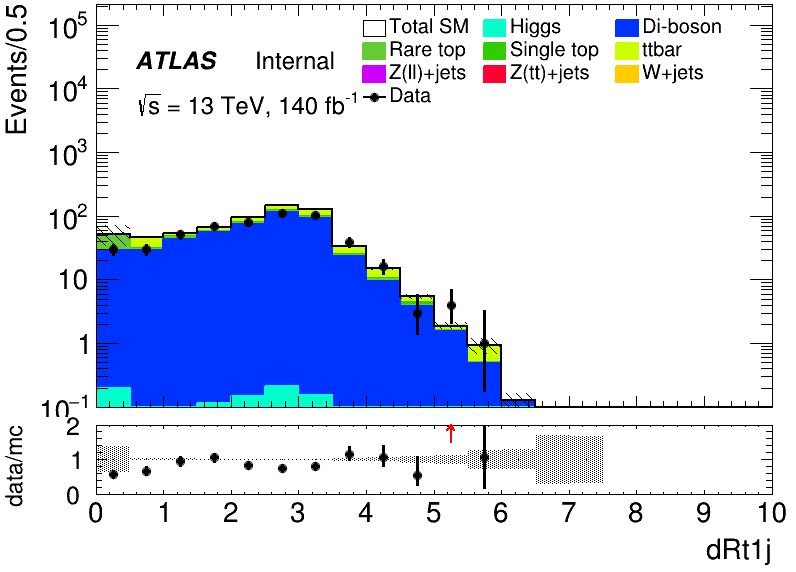 Events/0.5
10⁵
10⁴
10³
10²
10
1
10⁻¹
ATLAS Internal
√s = 13 TeV, 140 fb⁻¹
Total SM Higgs Di-boson
Rare top Single top ttbar
Z(ll)+jets Z(tt)+jets W+jets
Data
data/mc
2
1
0
0 1 2 3 4 5 6 7 8 9 10
dRt1j